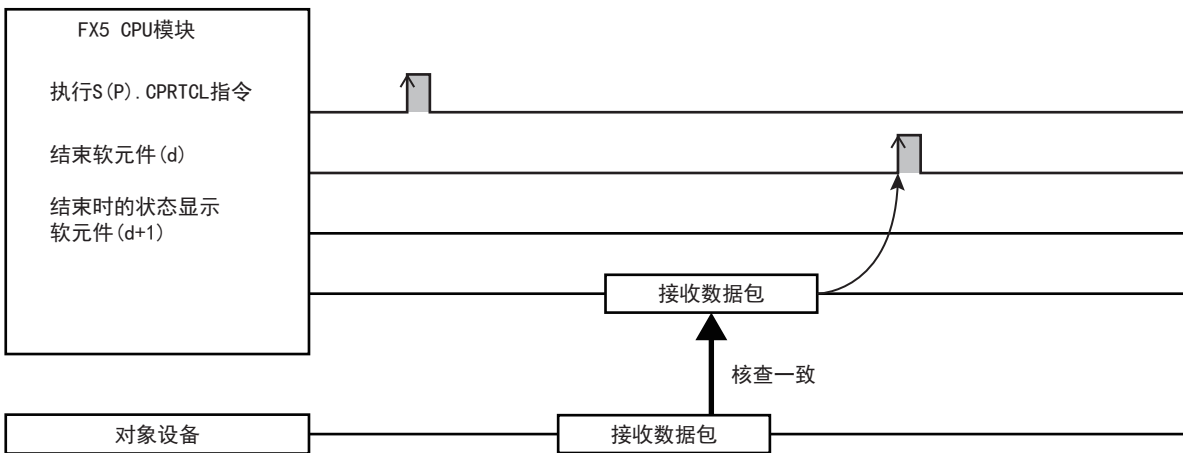 FX5 CPU模块
执行S(P).CPRTCL指令
结束软元件(d)
结束时的状态显示
软元件(d+1)
接收数据包
核查一致
对象设备
接收数据包